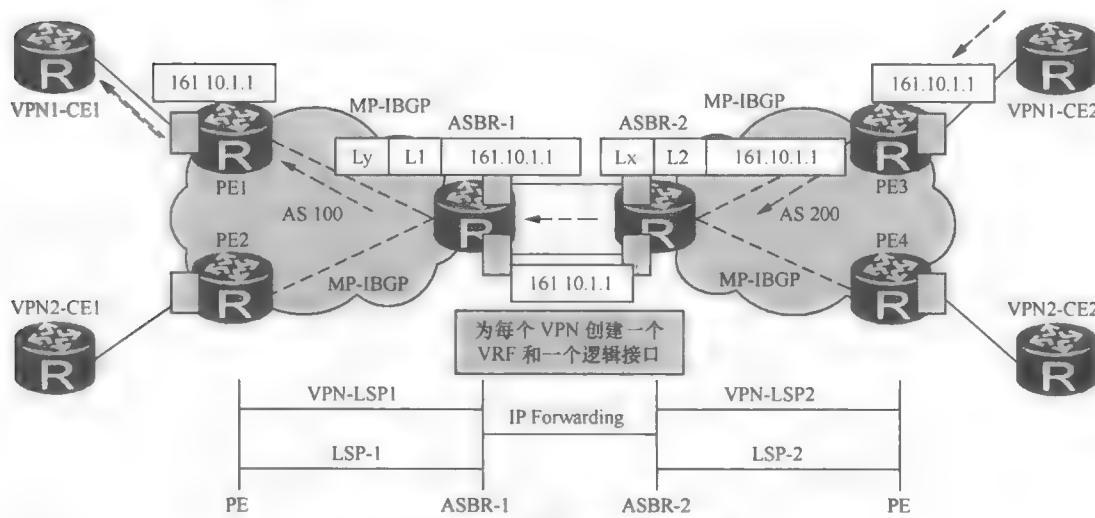 161 10.1.1
161.10.1.1
VPN1-CE1
VPN1-CE2
MP-IBGP
MP-IBGP
ASBR-1
ASBR-2
Ly L1 161.10.1.1
Lx L2 161.10.1.1
PE1
PE3
AS 100
AS 200
PE2
PE4
MP-IBGP
MP-IBGP
161 10.1.1
VPN2-CE1
VPN2-CE2
为每个 VPN 创建一个
VRF 和一个逻辑接口
VPN-LSP1
IP Forwarding
VPN-LSP2
LSP-1
LSP-2
PE
ASBR-1
ASBR-2
PE
R
R
R
R
R
R
R
R
R
R